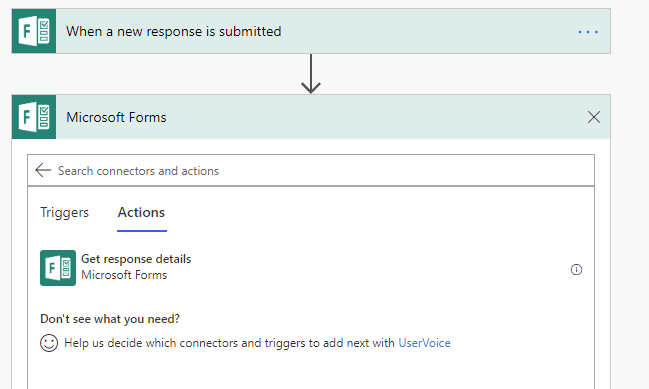 When a new response is submitted
Microsoft Forms
Search connectors and actions
Triggers Actions
Get response details
Microsoft Forms
Don't see what you need?
Help us decide which connectors and triggers to add next with UserVoice